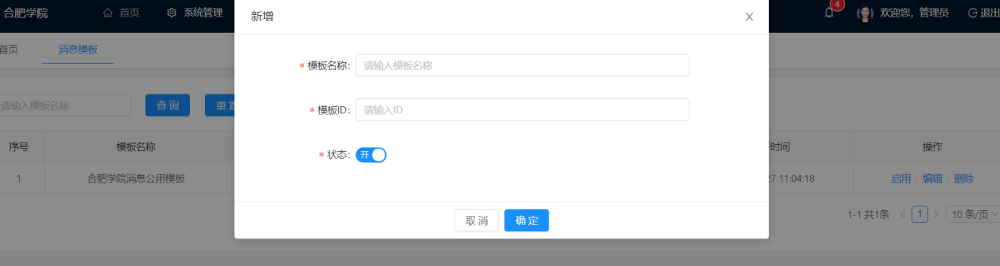 合肥学院 首页 系统管理 新增 4 欢迎您，管理员 退出
首页 消息模板
* 模板名称： 请输入模板名称
请输入模板名称 查 询 重
* 模板ID： 请输入ID
序号 模板名称 时间 操作
* 状态： 开
1 合肥学院消息公用模板 27 11:04:18 启用 编辑 删除
1-1 共1条 < 1 > 10 条/页
取 消 确 定